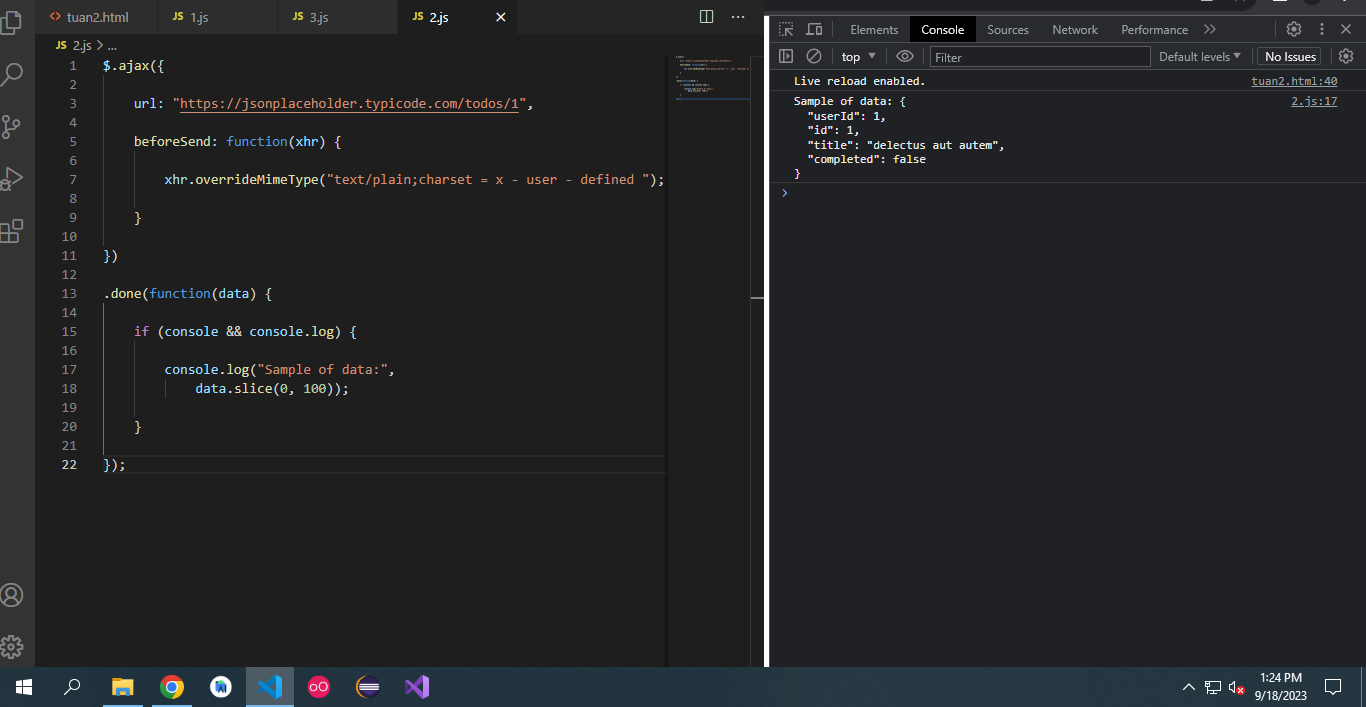 tuan2.html
JS 1.js
JS 3.js
JS 2.js
JS 2.js > ...
1 $.ajax({
2
3 url: "https://jsonplaceholder.typicode.com/todos/1",
4
5 beforeSend: function(xhr) {
6
7 xhr.overrideMimeType("text/plain;charset = x - user - defined ");
8
9 }
10
11 })
12
13 .done(function(data) {
14
15 if (console && console.log) {
16
17 console.log("Sample of data:",
18 data.slice(0, 100));
19
20 }
21
22 });
Elements Console Sources Network Performance
top Filter Default levels No Issues
Live reload enabled. tuan2.html:40
Sample of data: { 2.js:17
"userId": 1,
"id": 1,
"title": "delectus aut autem",
"completed": false
}
1:24 PM
9/18/2023